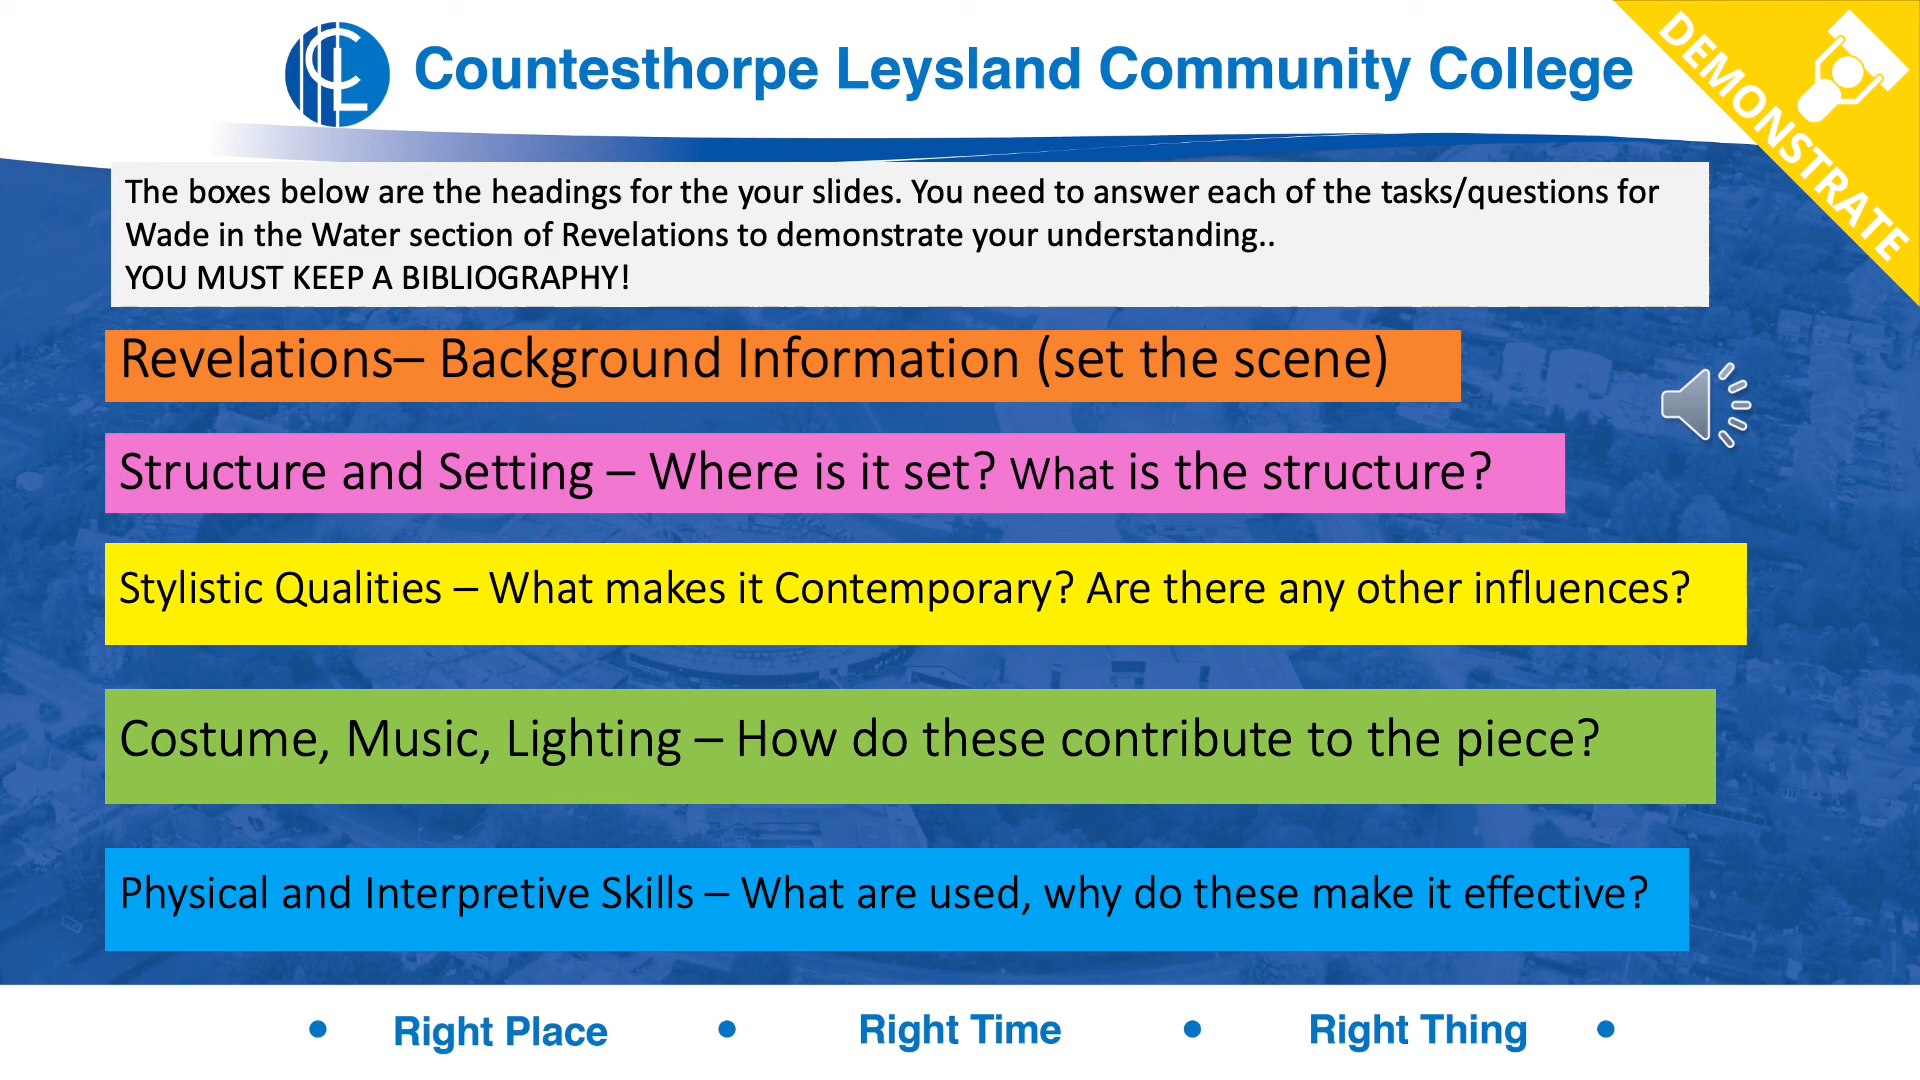 Countesthorpe Leysland Community College
DEMONSTRATE
The boxes below are the headings for the your slides. You need to answer each of the tasks/questions for
Wade in the Water section of Revelations to demonstrate your understanding..
YOU MUST KEEP A BIBLIOGRAPHY!
Revelations– Background Information (set the scene)
Structure and Setting – Where is it set? What is the structure?
Stylistic Qualities – What makes it Contemporary? Are there any other influences?
Costume, Music, Lighting – How do these contribute to the piece?
Physical and Interpretive Skills – What are used, why do these make it effective?
• Right Place • Right Time • Right Thing •